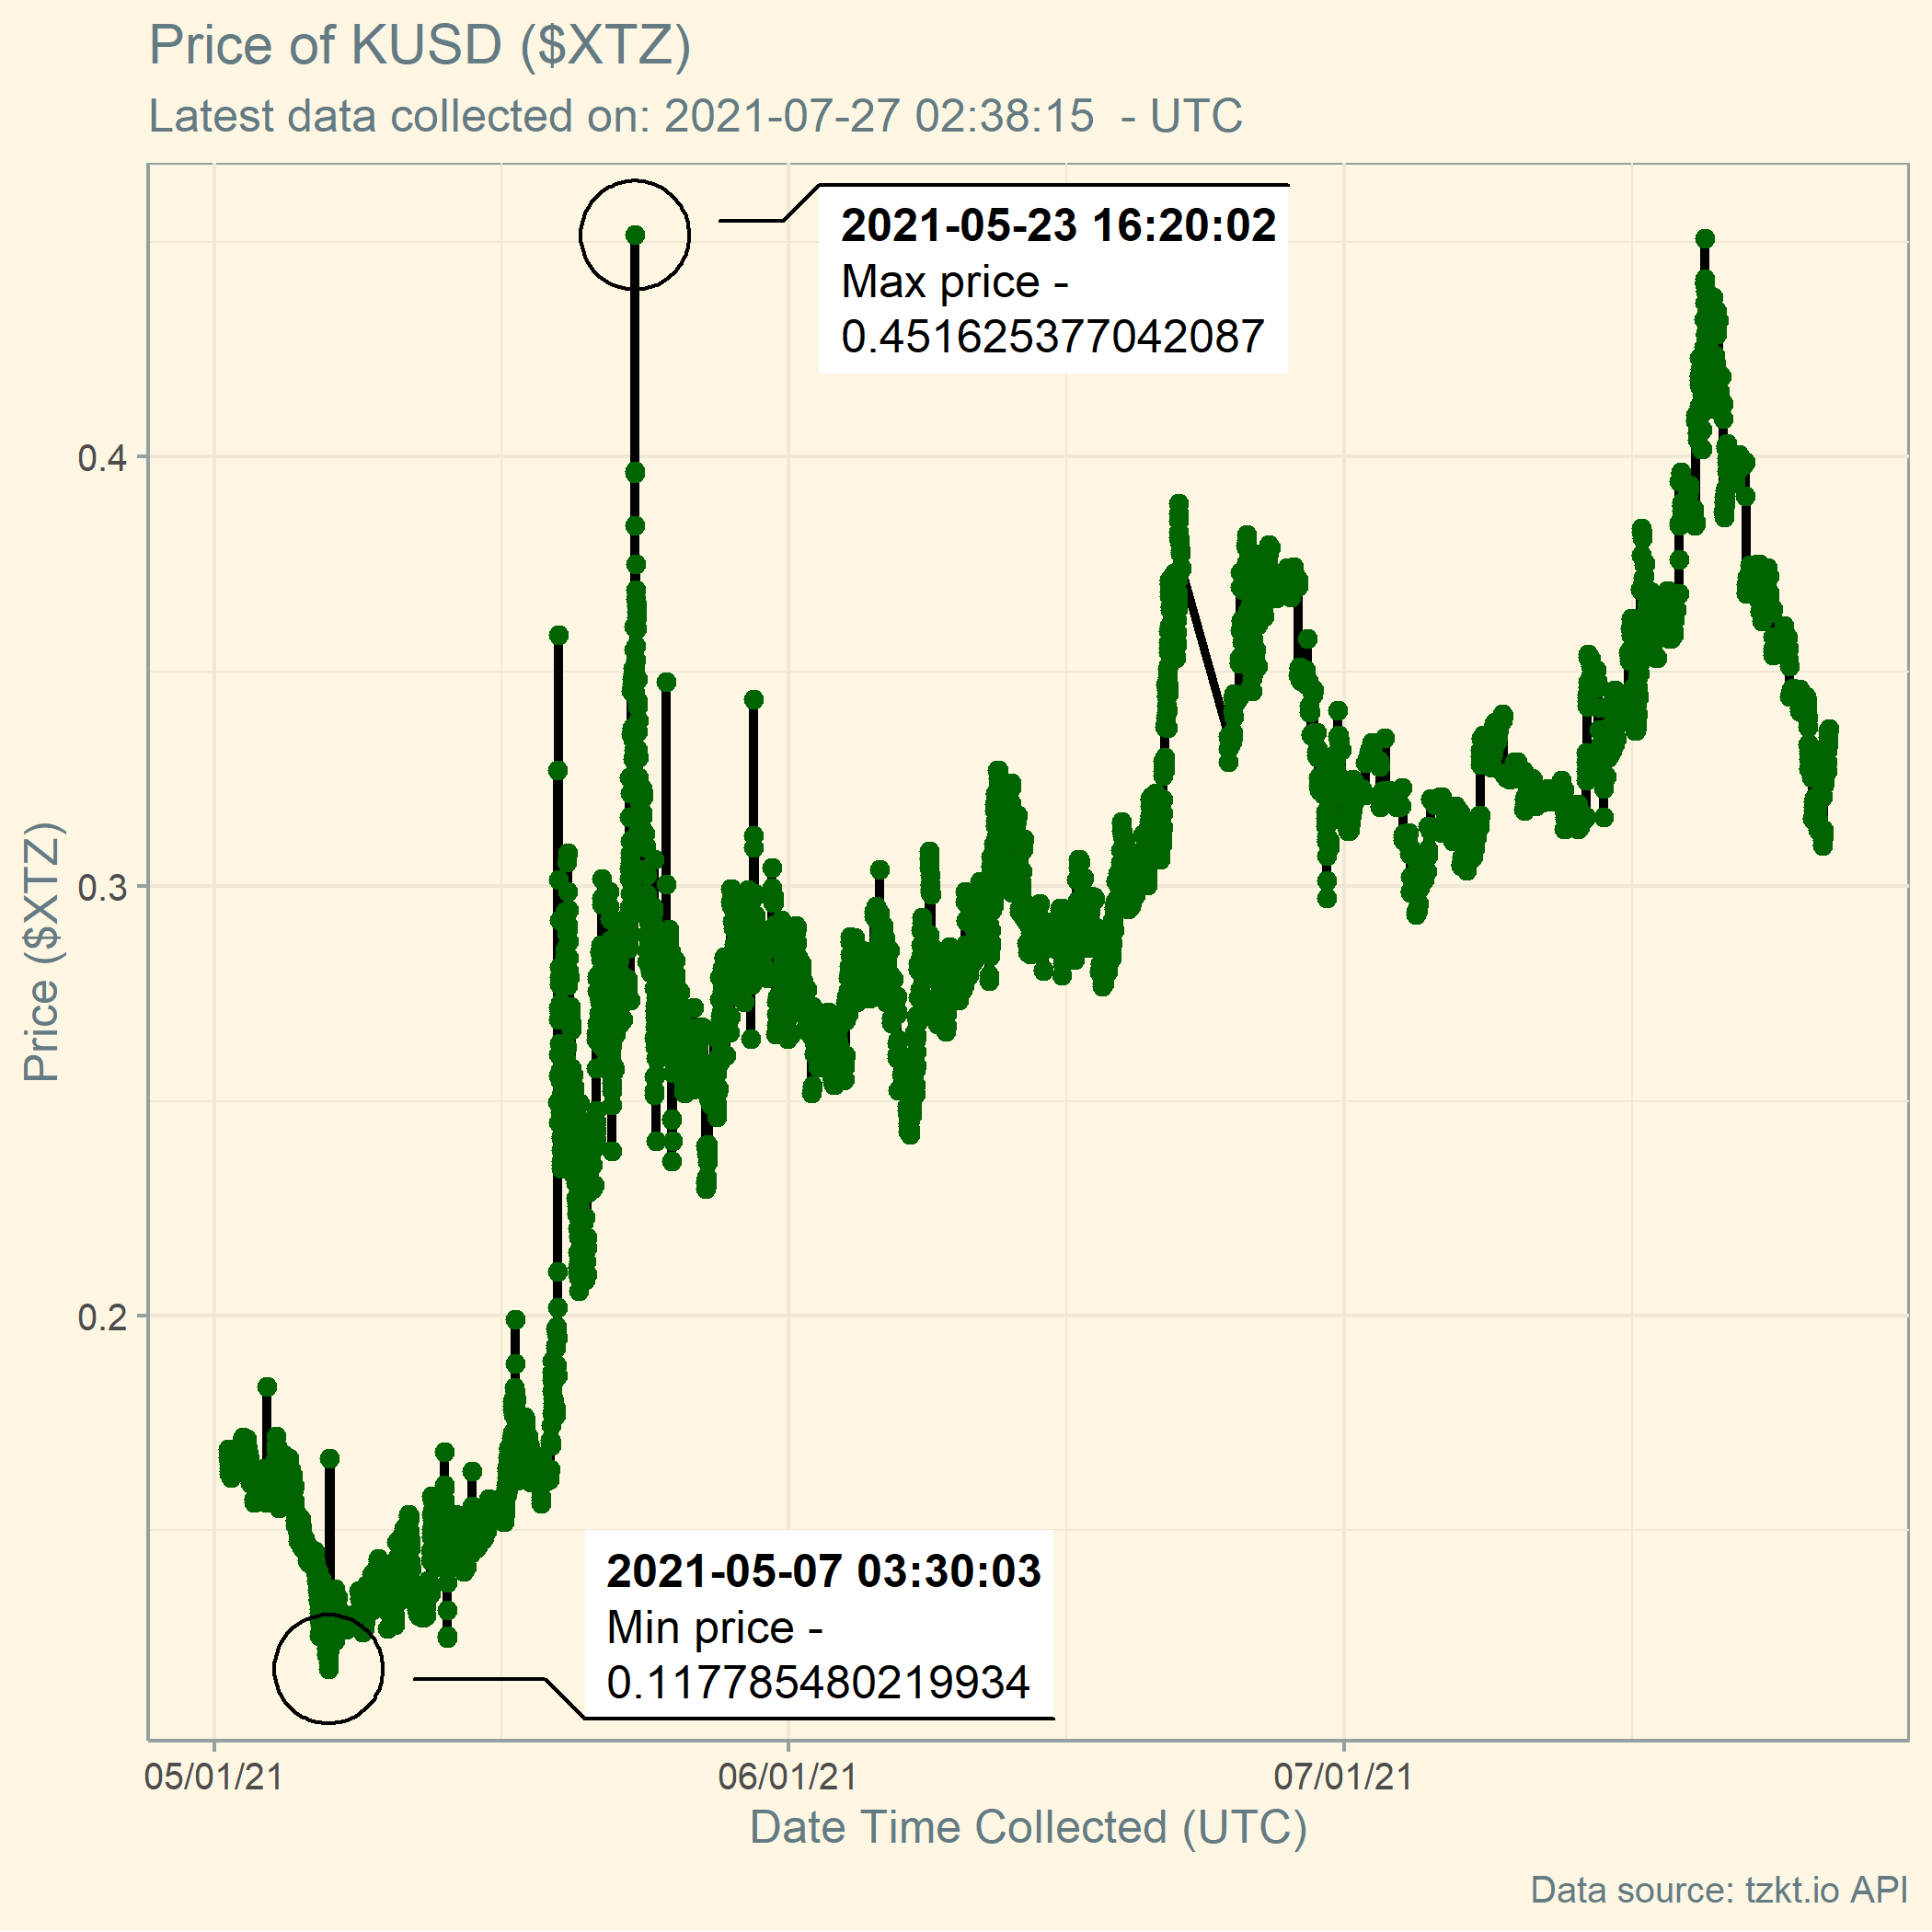 Price of KUSD ($XTZ)
Latest data collected on: 2021-07-27 02:38:15  - UTC
2021-05-23 16:20:02
Max price -
0.451625377042087
0.4
0.3
0.2
Price ($XTZ)
2021-05-07 03:30:03
Min price -
0.117785480219934
05/01/21
06/01/21
07/01/21
Date Time Collected (UTC)
Data source: tzkt.io API